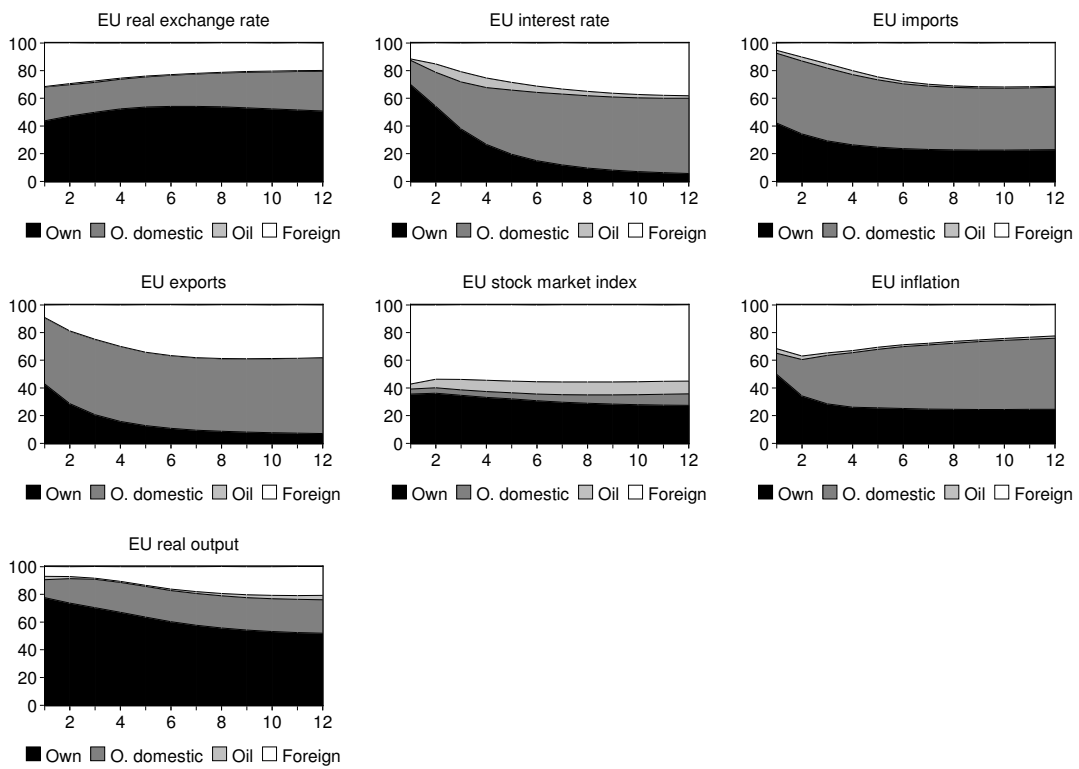 EU real exchange rate
100
80
60
40
20
0
2 4 6 8 10 12
Own O. domestic Oil Foreign
EU interest rate
100
80
60
40
20
0
2 4 6 8 10 12
Own O. domestic Oil Foreign
EU imports
100
80
60
40
20
0
2 4 6 8 10 12
Own O. domestic Oil Foreign
EU exports
100
80
60
40
20
0
2 4 6 8 10 12
Own O. domestic Oil Foreign
EU stock market index
100
80
60
40
20
0
2 4 6 8 10 12
Own O. domestic Oil Foreign
EU inflation
100
80
60
40
20
0
2 4 6 8 10 12
Own O. domestic Oil Foreign
EU real output
100
80
60
40
20
0
2 4 6 8 10 12
Own O. domestic Oil Foreign